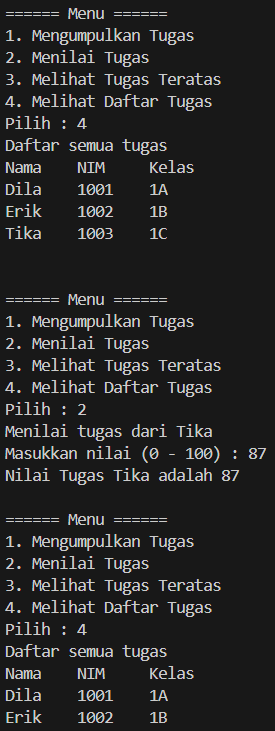 ====== Menu ======
1. Mengumpulkan Tugas
2. Menilai Tugas
3. Melihat Tugas Teratas
4. Melihat Daftar Tugas
Pilih : 4
Daftar semua tugas
Nama    NIM     Kelas
Dila    1001    1A
Erik    1002    1B
Tika    1003    1C
====== Menu ======
1. Mengumpulkan Tugas
2. Menilai Tugas
3. Melihat Tugas Teratas
4. Melihat Daftar Tugas
Pilih : 2
Menilai tugas dari Tika
Masukkan nilai (0 - 100) : 87
Nilai Tugas Tika adalah 87
====== Menu ======
1. Mengumpulkan Tugas
2. Menilai Tugas
3. Melihat Tugas Teratas
4. Melihat Daftar Tugas
Pilih : 4
Daftar semua tugas
Nama    NIM     Kelas
Dila    1001    1A
Erik    1002    1B